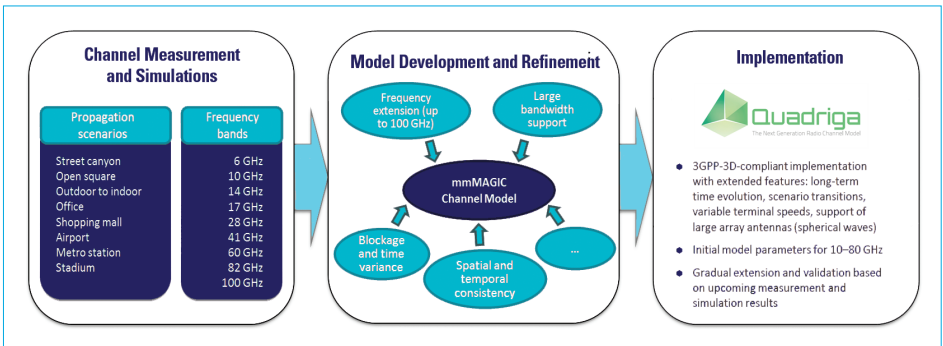 Channel Measurement
and Simulations
Propagation
scenarios
Street canyon
Open square
Outdoor to indoor
Office
Shopping mall
Airport
Metro station
Stadium
Frequency
bands
6 GHz
10 GHz
14 GHz
17 GHz
28 GHz
41 GHz
60 GHz
82 GHz
100 GHz
Model Development and Refinement
Frequency
extension (up
to 100 GHz)
Large
bandwidth
support
mmMAGIC
Channel Model
Blockage
and time
variance
Spatial and
temporal
consistency
...
Implementation
Quadriga
The Next Generation Radio Channel Model
3GPP-3D-compliant implementation
with extended features: long-term
time evolution, scenario transitions,
variable terminal speeds, support of
large array antennas (spherical waves)
Initial model parameters for 10–80 GHz
Gradual extension and validation based
on upcoming measurement and
simulation results